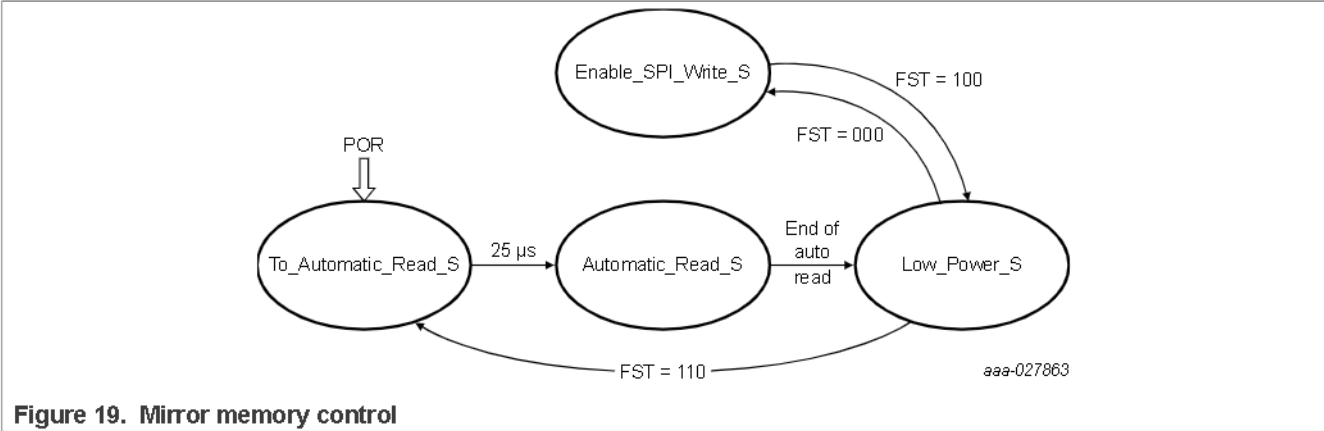 Enable_SPI_Write_S
FST = 100
FST = 000
POR
To_Automatic_Read_S
25 µs
Automatic_Read_S
End of
auto
read
Low_Power_S
FST = 110
aaa-027863
Figure 19. Mirror memory control